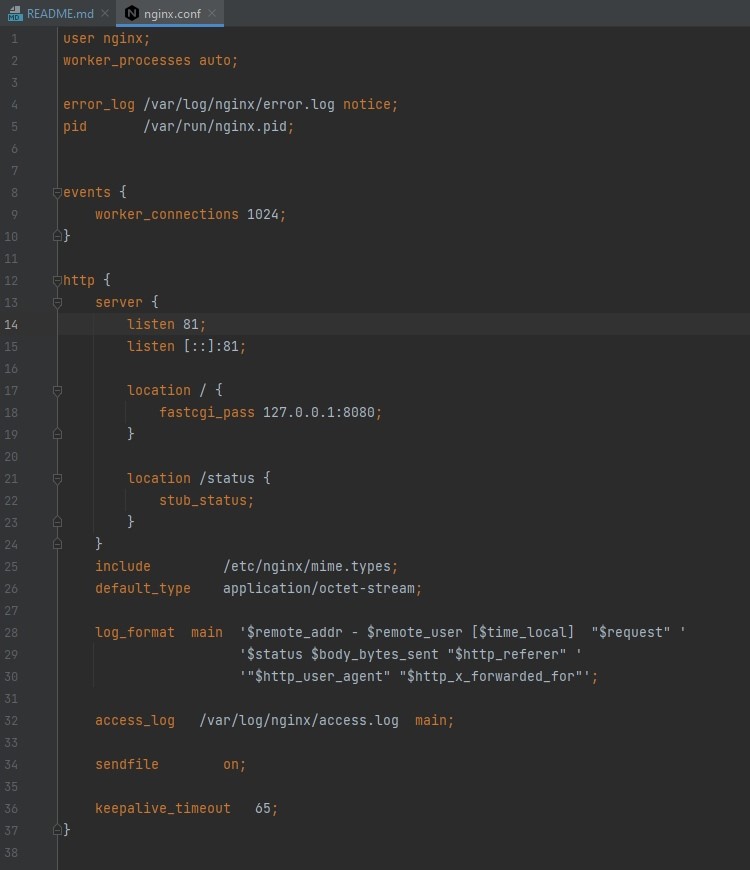 README.md × nginx.conf ×
1 user nginx;
2 worker_processes auto;
3
4 error_log /var/log/nginx/error.log notice;
5 pid       /var/run/nginx.pid;
6
7
8 events {
9     worker_connections 1024;
10 }
11
12 http {
13     server {
14         listen 81;
15         listen [::]:81;
16
17         location / {
18             fastcgi_pass 127.0.0.1:8080;
19         }
20
21         location /status {
22             stub_status;
23         }
24     }
25     include         /etc/nginx/mime.types;
26     default_type    application/octet-stream;
27
28     log_format  main  '$remote_addr - $remote_user [$time_local]  "$request" '
29                       '$status $body_bytes_sent "$http_referer" '
30                       '"$http_user_agent" "$http_x_forwarded_for"';
31
32     access_log   /var/log/nginx/access.log  main;
33
34     sendfile        on;
35
36     keepalive_timeout   65;
37 }
38